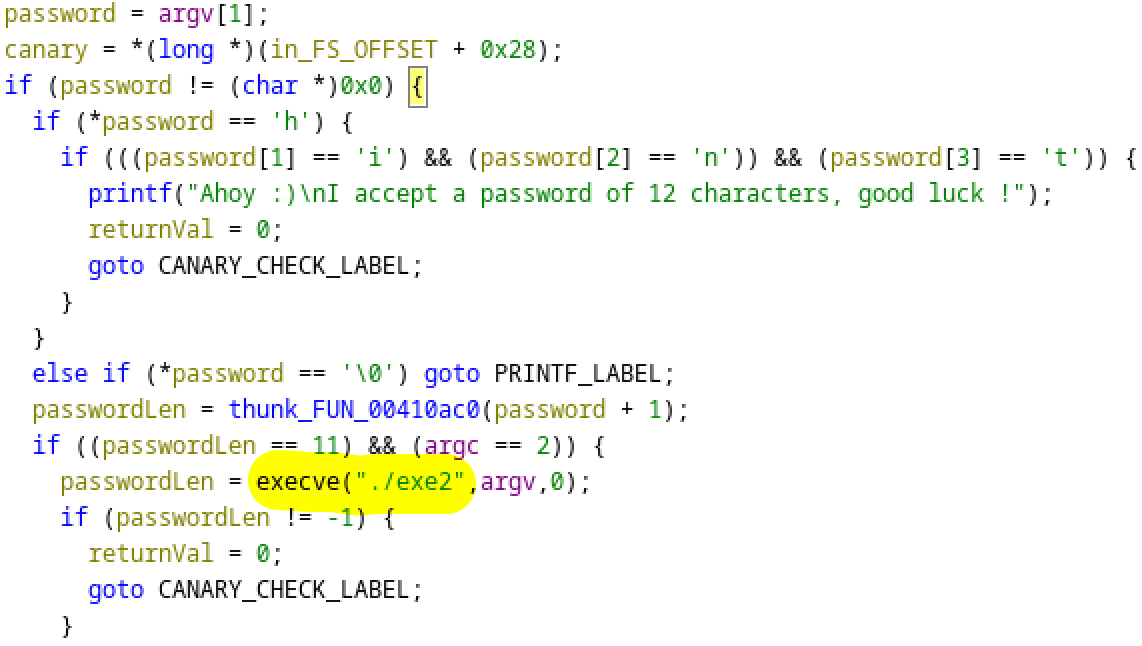 password = argv[1];
canary = *(long *)(in_FS_OFFSET + 0x28);
if (password != (char *)0x0) {
  if (*password == 'h') {
    if (((password[1] == 'i') && (password[2] == 'n')) && (password[3] == 't')) {
      printf("Ahoy :)\nI accept a password of 12 characters, good luck !");
      returnVal = 0;
      goto CANARY_CHECK_LABEL;
    }
  }
  else if (*password == '\0') goto PRINTF_LABEL;
  passwordLen = thunk_FUN_00410ac0(password + 1);
  if ((passwordLen == 11) && (argc == 2)) {
    passwordLen = execve("./exe2",argv,0);
    if (passwordLen != -1) {
      returnVal = 0;
      goto CANARY_CHECK_LABEL;
    }